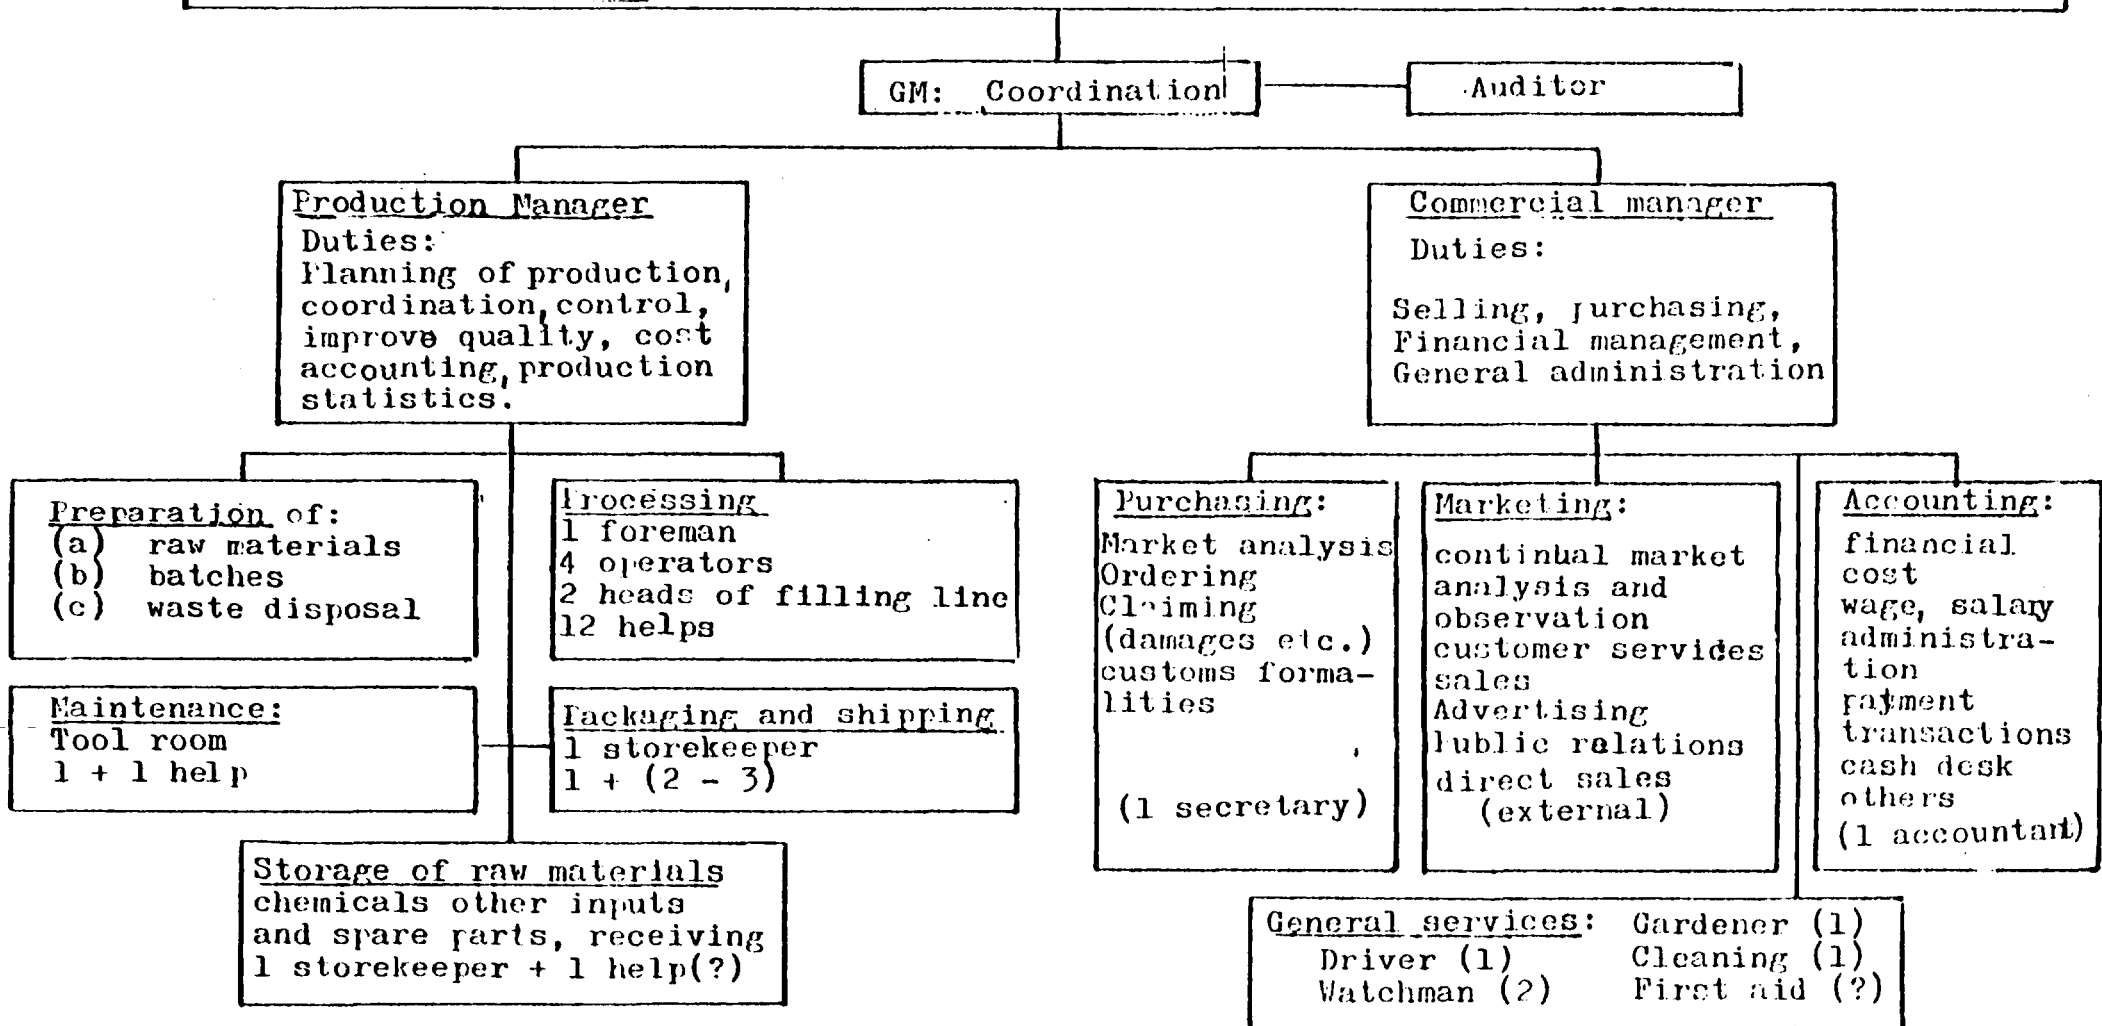 GM: Coordination
Auditor
Production Manager
Duties:
Planning of production,
coordination, control,
improve quality, cost
accounting, production
statistics.
Commercial manager
Duties:
Selling, purchasing,
Financial management,
General administration
Preparation of:
(a) raw materials
(b) batches
(c) waste disposal
Processing
1 foreman
4 operators
2 heads of filling line
12 helps
Maintenance:
Tool room
1 + 1 help
Packaging and shipping
1 storekeeper
1 + (2 - 3)
Storage of raw materials
chemicals other inputs
and spare parts, receiving
1 storekeeper + 1 help(?)
Purchasing:
Market analysis
Ordering
Claiming
(damages etc.)
customs forma-
lities
(1 secretary)
Marketing:
continual market
analysis and
observation
customer servides
sales
Advertising
Public relations
direct sales
(external)
Accounting:
financial
cost
wage, salary
administra-
tion
payment
transactions
cash desk
others
(1 accountant)
General services: Gardener (1)
Driver (1) Cleaning (1)
Watchman (2) First aid (?)